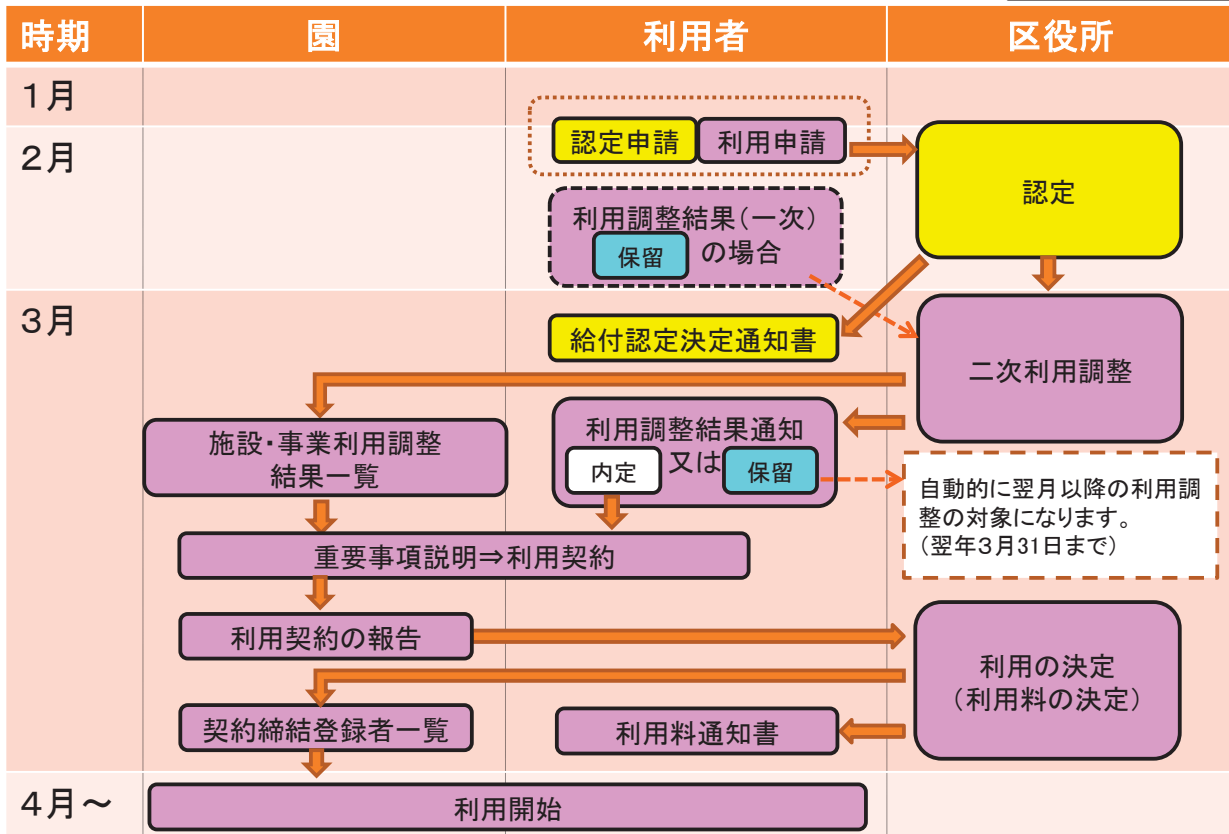 時期
園
利用者
区役所
1月
2月
認定申請
利用申請
認定
利用調整結果(一次)
保留 の場合
3月
給付認定決定通知書
二次利用調整
施設・事業利用調整
結果一覧
利用調整結果通知
内定 又は 保留
自動的に翌月以降の利用調
整の対象になります。
(翌年3月31日まで)
重要事項説明⇒利用契約
利用契約の報告
利用の決定
(利用料の決定)
契約締結登録者一覧
利用料通知書
4月~
利用開始